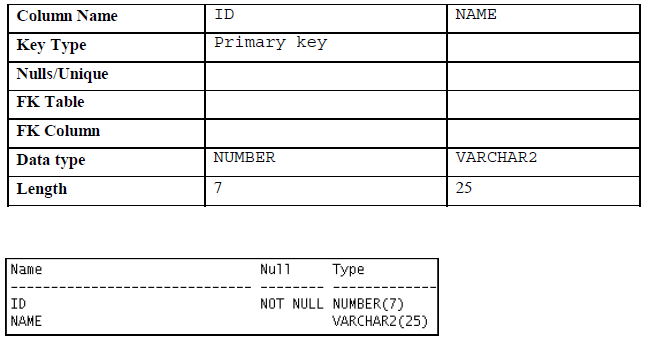 Column Name ID NAME
Key Type Primary key
Nulls/Unique
FK Table
FK Column
Data type NUMBER VARCHAR2
Length 7 25
Name Null Type
------------------------------ -------- -------------
ID NOT NULL NUMBER(7)
NAME VARCHAR2(25)